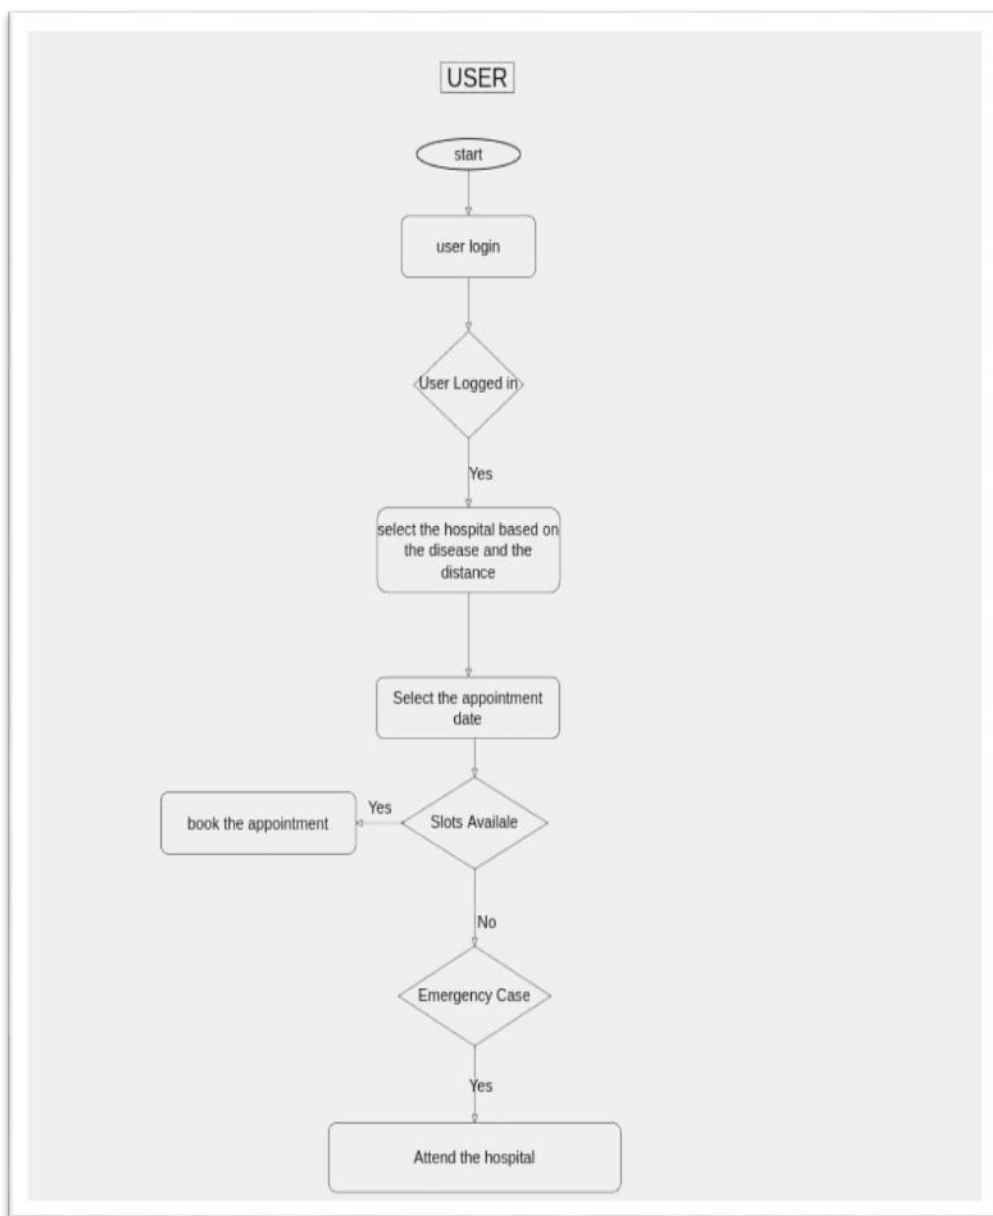 USER
start
user login
User Logged in
Yes
select the hospital based on
the disease and the
distance
Select the appointment
date
Yes
book the appointment
Slots Availale
No
Emergency Case
Yes
Attend the hospital